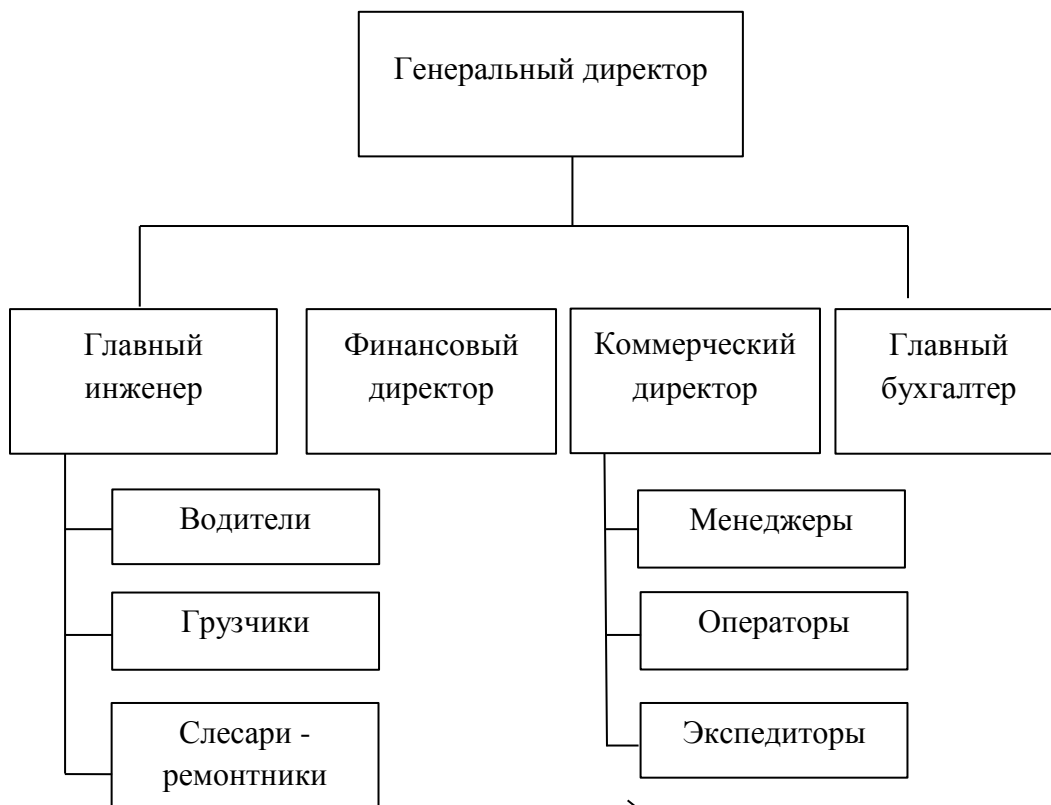 Генеральный директор
Главный
инженер
Финансовый
директор
Коммерческий
директор
Главный
бухгалтер
Водители
Грузчики
Слесари -
ремонтники
Менеджеры
Операторы
Экспедиторы